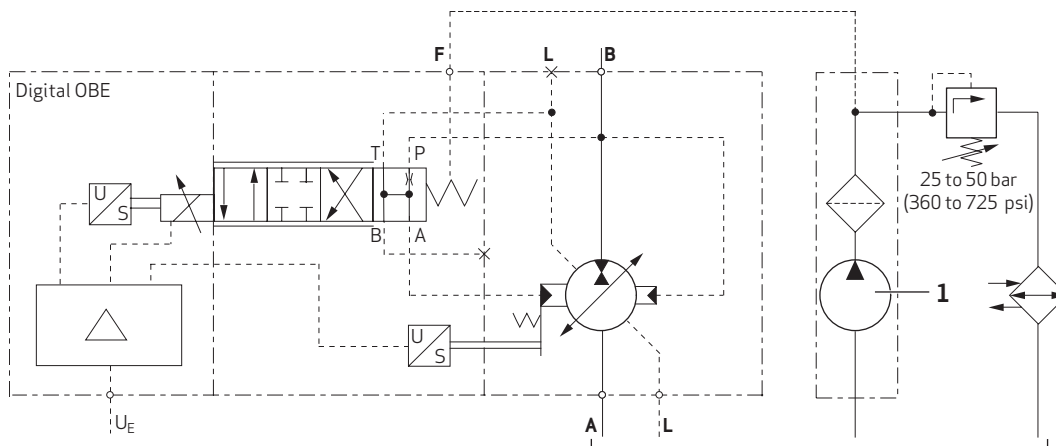 F L B
Digital OBE
T P
U
S
25 to 50 bar
(360 to 725 psi)
B A
1
U
S
U_E
A L